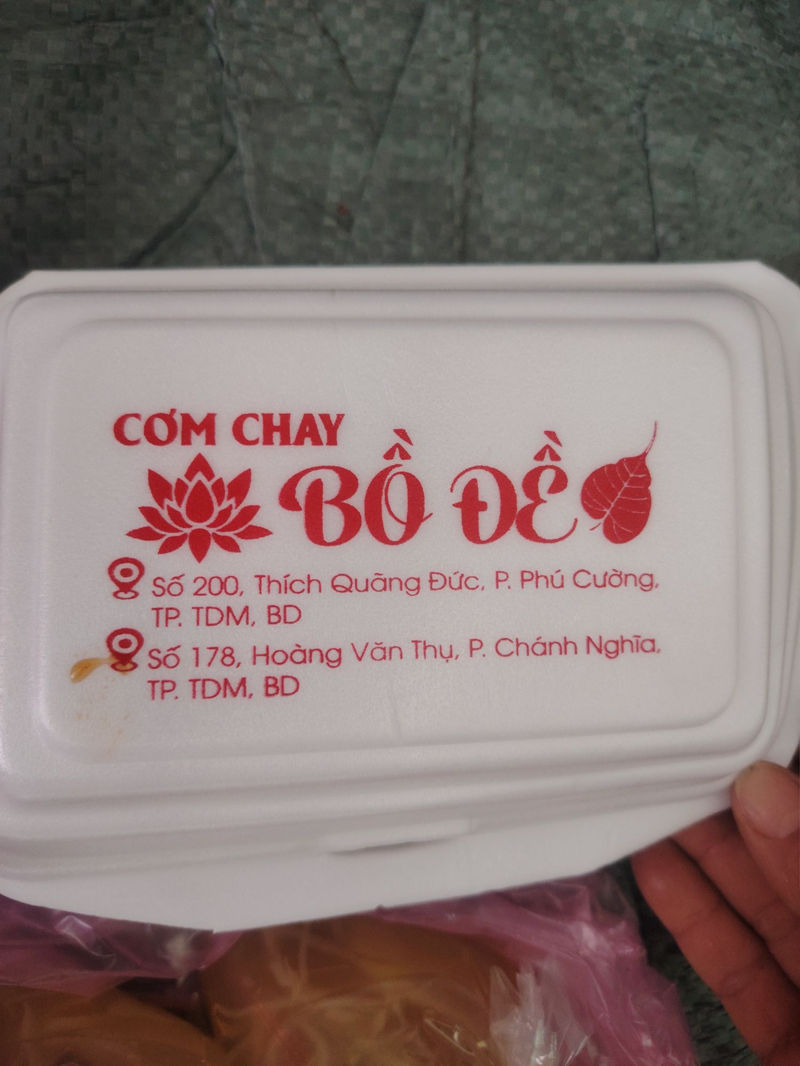 CƠM CHAY
BỒ ĐỀ
Số 200, Thích Quãng Đức, P. Phú Cường,
TP. TDM, BD
Số 178, Hoàng Văn Thụ, P. Chánh Nghĩa,
TP. TDM, BD